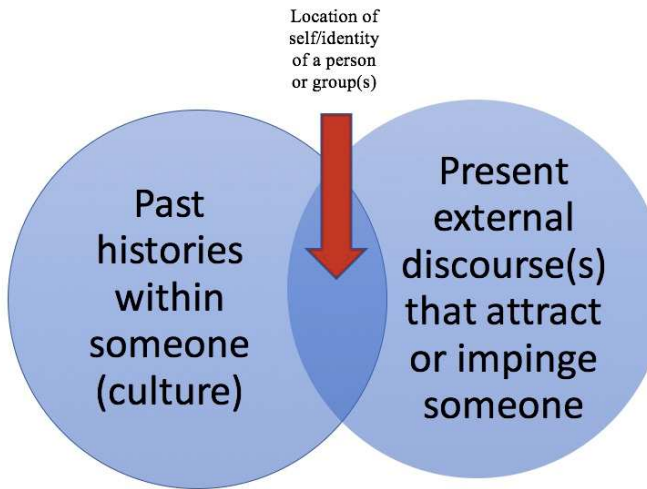 Location of
self/identity
of a person
or group(s)
Past
histories
within
someone
(culture)
Present
external
discourse(s)
that attract
or impinge
someone